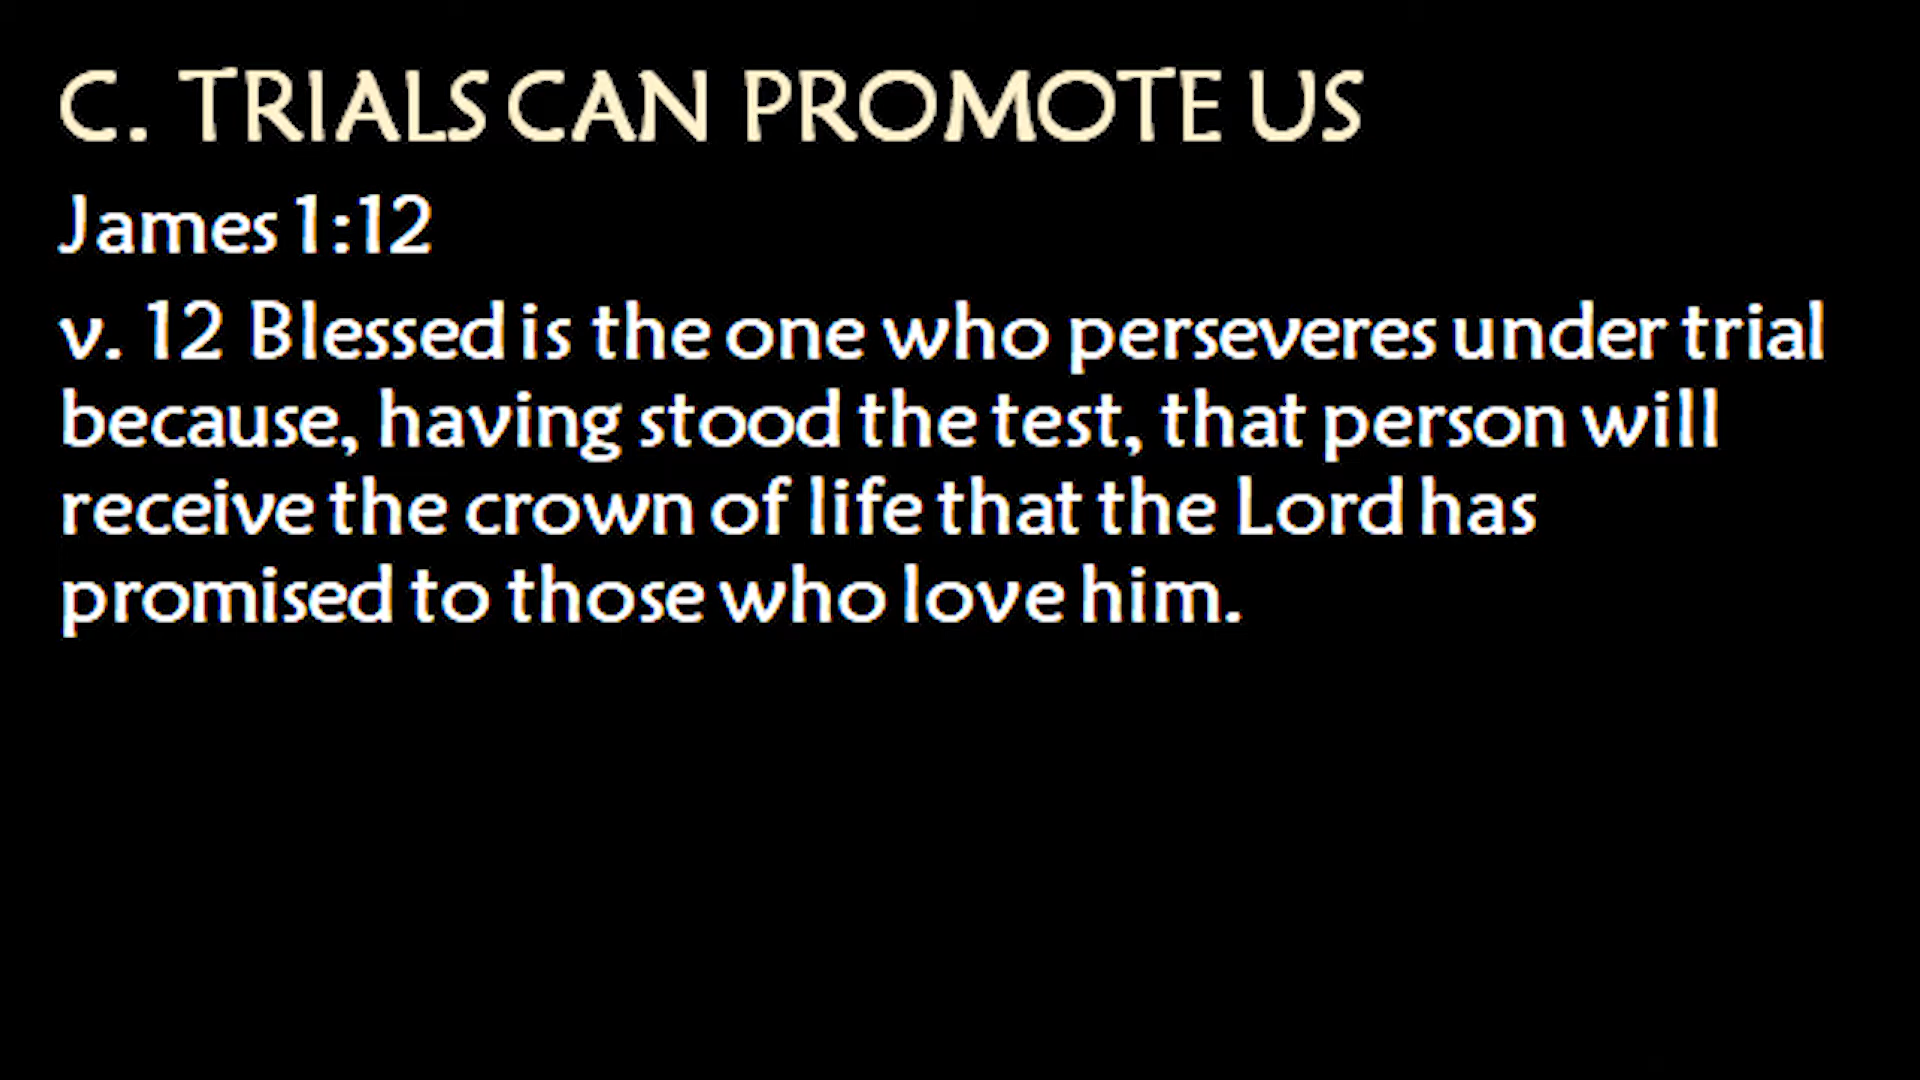 C. TRIALS CAN PROMOTE US
James 1:12
v. 12 Blessed is the one who perseveres under trial
because, having stood the test, that person will
receive the crown of life that the Lord has
promised to those who love him.